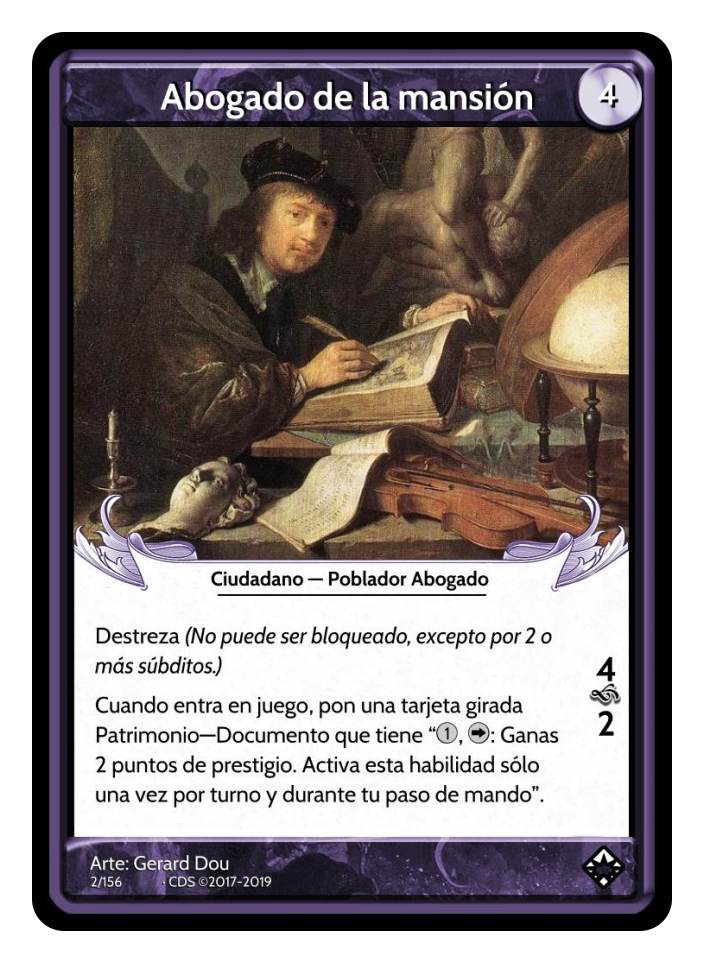 Abogado de la mansión
4
Ciudadano — Poblador Abogado
Destreza (No puede ser bloqueado, excepto por 2 o
más súbditos.)
Cuando entra en juego, pon una tarjeta girada
Patrimonio—Documento que tiene “1, ➡: Ganas
2 puntos de prestigio. Activa esta habilidad sólo
una vez por turno y durante tu paso de mando”.
4
2
Arte: Gerard Dou
2/156 · CDS ©2017-2019